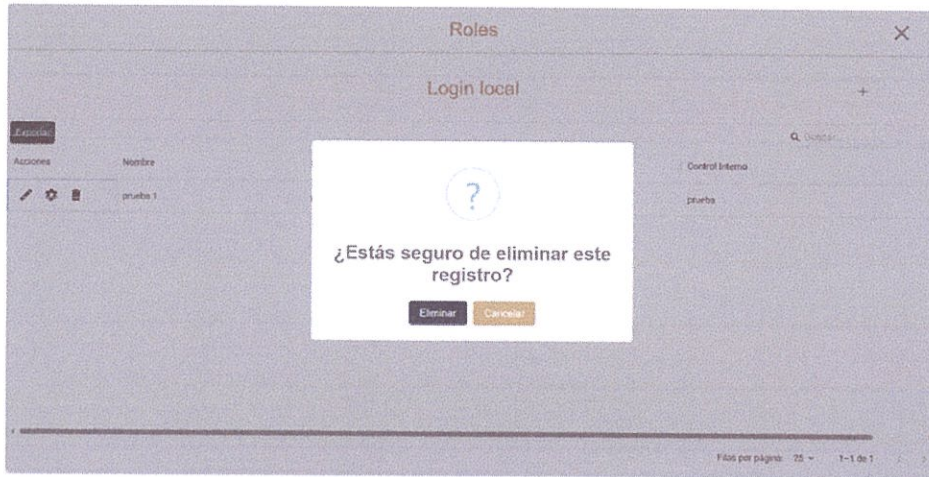 Roles
Login local
Exportar
Buscar...
Acciones Nombre Control Interno
prueba 1 prueba
?
¿Estás seguro de eliminar este
registro?
Eliminar Cancelar
Filas por página: 25 1-1 de 1